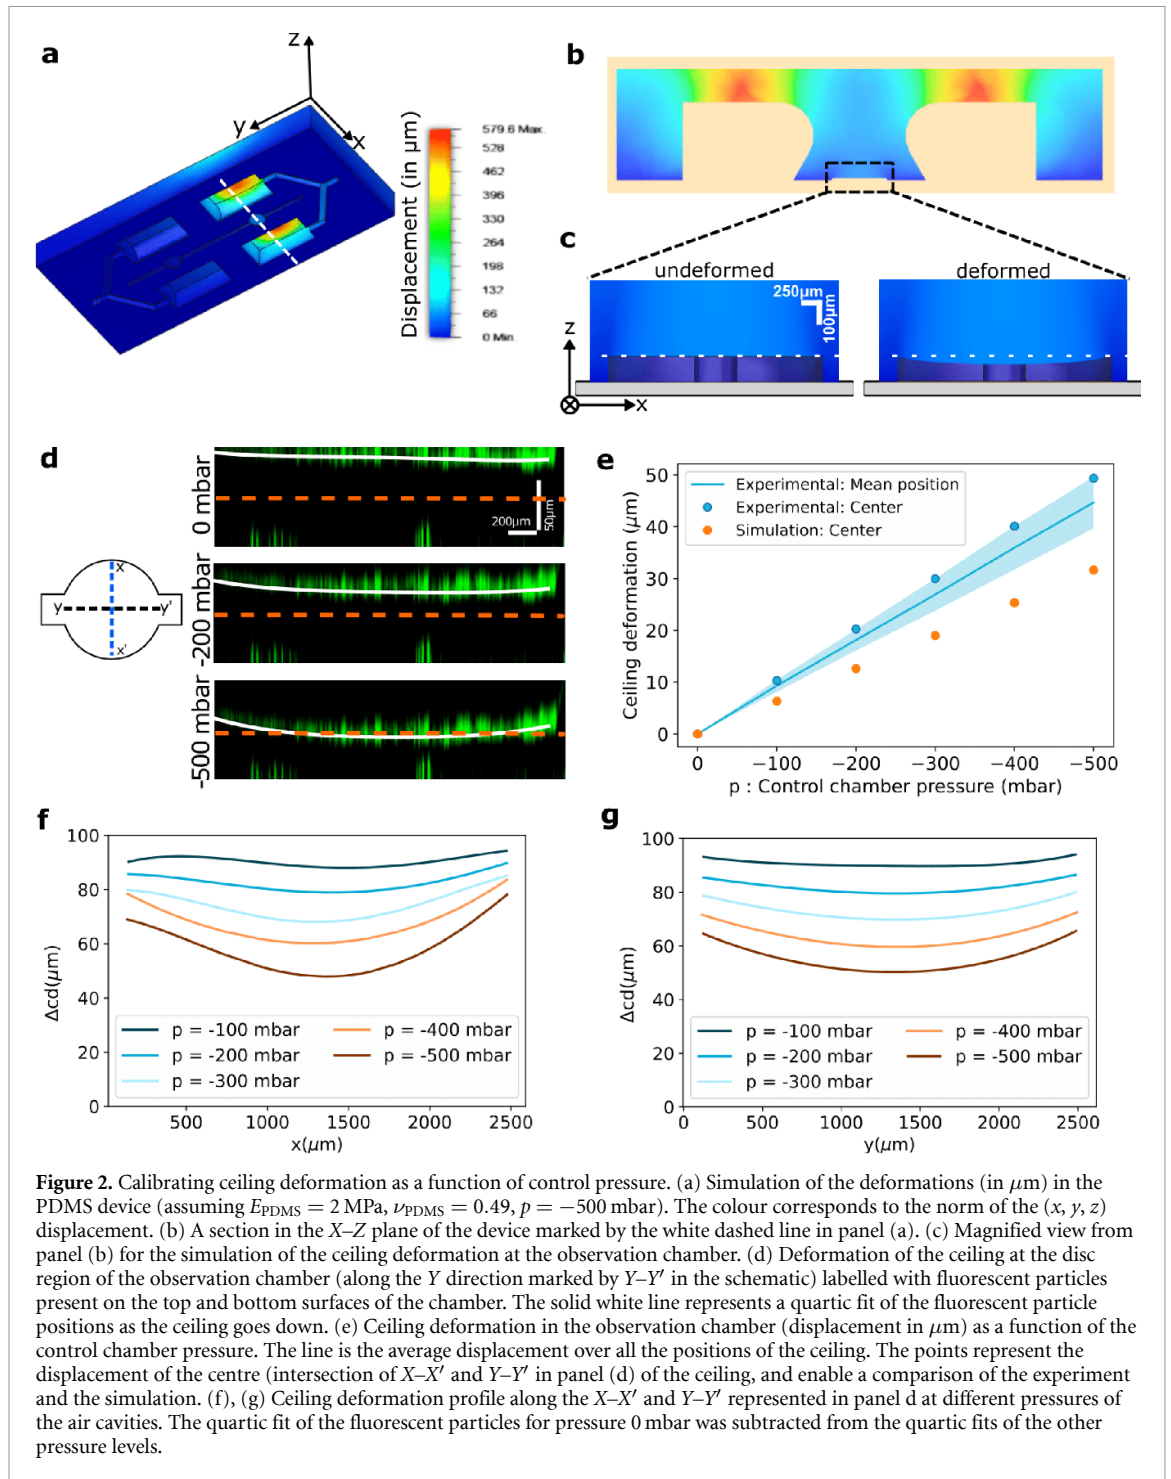 a
z
y
x
Displacement (in μm)
579.6 Max.
528
462
396
330
264
198
132
66
0 Min.
b
c
undeformed
deformed
250μm
100μm
z
x
d
0 mbar
200μm
50μm
-200 mbar
-500 mbar
x
y
y'
x'
e
50
40
30
20
10
0
Ceiling deformation (μm)
Experimental: Mean position
Experimental: Center
Simulation: Center
0 −100 −200 −300 −400 −500
p : Control chamber pressure (mbar)
f
100
80
60
40
20
0
Δcd(μm)
p = -100 mbar
p = -200 mbar
p = -300 mbar
p = -400 mbar
p = -500 mbar
500 1000 1500 2000 2500
x(μm)
g
100
80
60
40
20
0
Δcd(μm)
p = -100 mbar
p = -200 mbar
p = -300 mbar
p = -400 mbar
p = -500 mbar
0 500 1000 1500 2000 2500
y(μm)
Figure 2. Calibrating ceiling deformation as a function of control pressure. (a) Simulation of the deformations (in μm) in the
PDMS device (assuming E_PDMS = 2 MPa, ν_PDMS = 0.49, p = −500 mbar). The colour corresponds to the norm of the (x, y, z)
displacement. (b) A section in the X–Z plane of the device marked by the white dashed line in panel (a). (c) Magnified view from
panel (b) for the simulation of the ceiling deformation at the observation chamber. (d) Deformation of the ceiling at the disc
region of the observation chamber (along the Y direction marked by Y–Y′ in the schematic) labelled with fluorescent particles
present on the top and bottom surfaces of the chamber. The solid white line represents a quartic fit of the fluorescent particle
positions as the ceiling goes down. (e) Ceiling deformation in the observation chamber (displacement in μm) as a function of the
control chamber pressure. The line is the average displacement over all the positions of the ceiling. The points represent the
displacement of the centre (intersection of X–X′ and Y–Y′ in panel (d) of the ceiling, and enable a comparison of the experiment
and the simulation. (f), (g) Ceiling deformation profile along the X–X′ and Y–Y′ represented in panel d at different pressures of
the air cavities. The quartic fit of the fluorescent particles for pressure 0 mbar was subtracted from the quartic fits of the other
pressure levels.